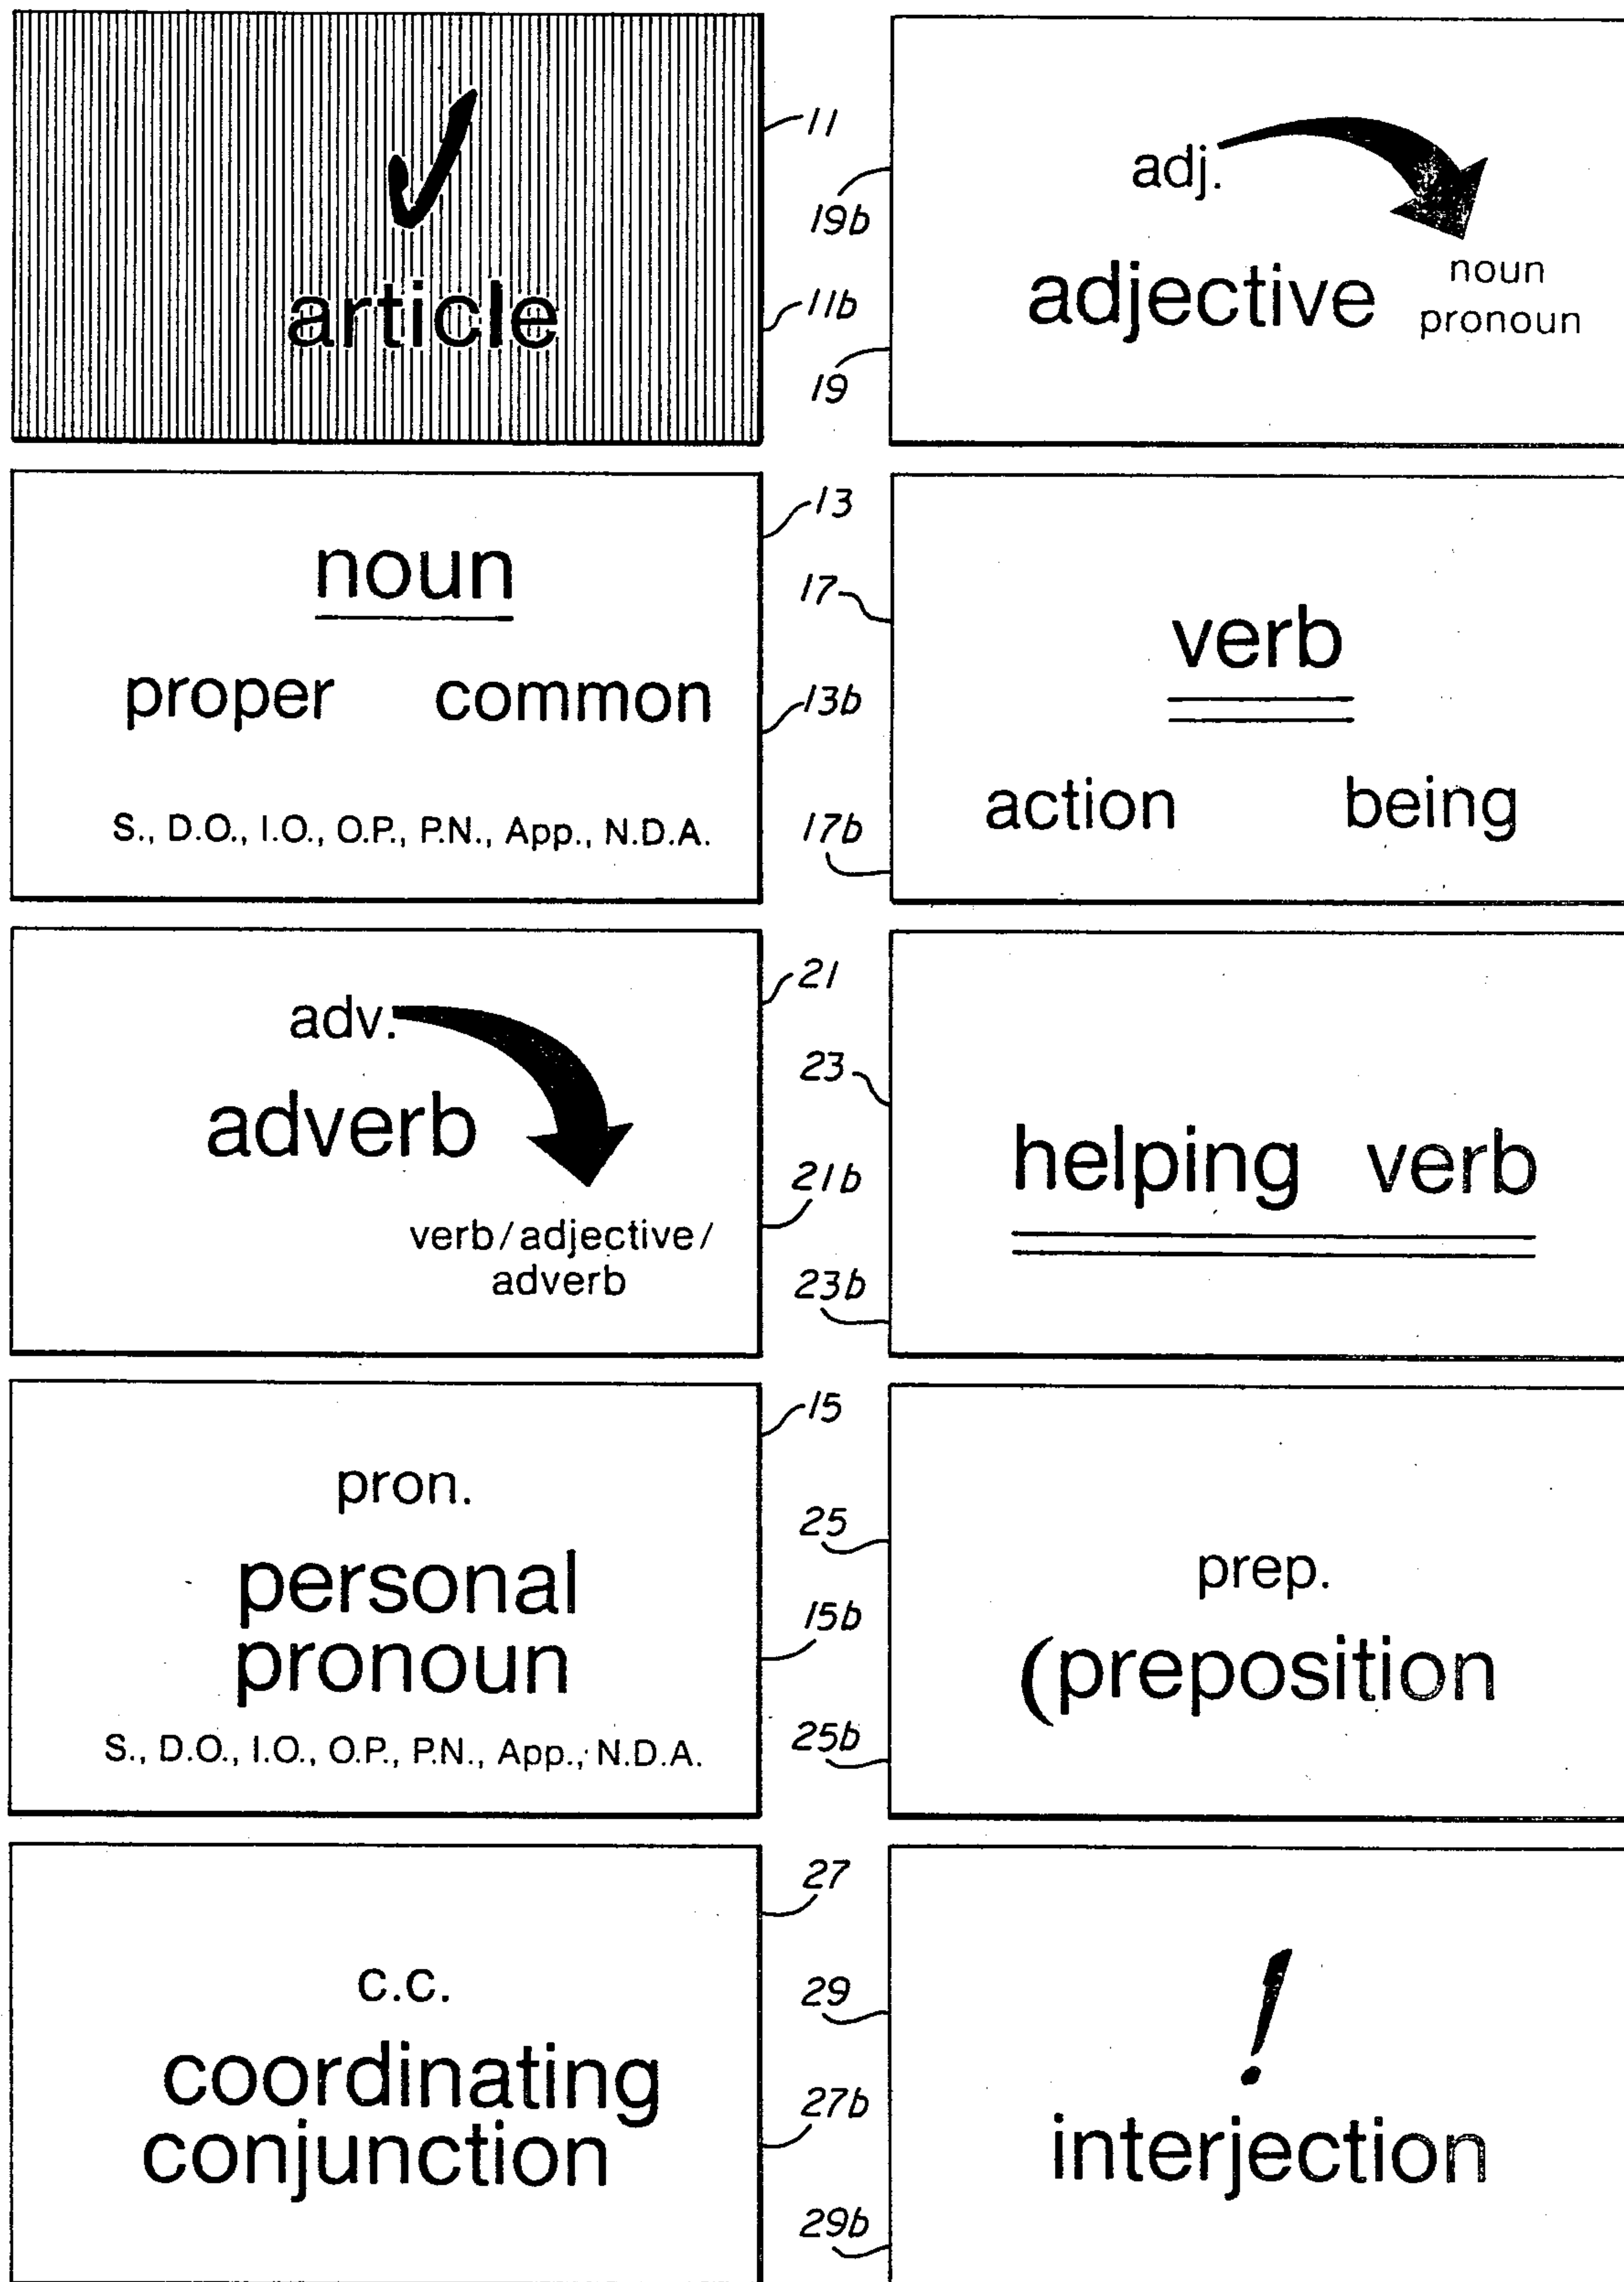 ✓
article
11
11b
adj.
adjective
noun
pronoun
19b
19
noun
proper common
S., D.O., I.O., O.P., P.N., App., N.D.A.
13
13b
verb
action being
17
17b
adv.
adverb
verb/adjective/
adverb
21
21b
helping verb
23
23b
pron.
personal
pronoun
S., D.O., I.O., O.P., P.N., App., N.D.A.
15
15b
prep.
(preposition
25
25b
c.c.
coordinating
conjunction
27
27b
!
interjection
29
29b